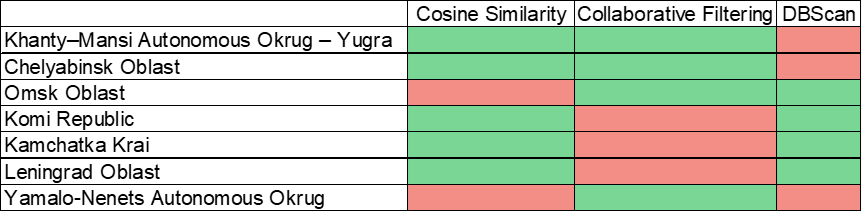 Cosine Similarity Collaborative Filtering DBScan
Khanty–Mansi Autonomous Okrug – Yugra
Chelyabinsk Oblast
Omsk Oblast
Komi Republic
Kamchatka Krai
Leningrad Oblast
Yamalo-Nenets Autonomous Okrug